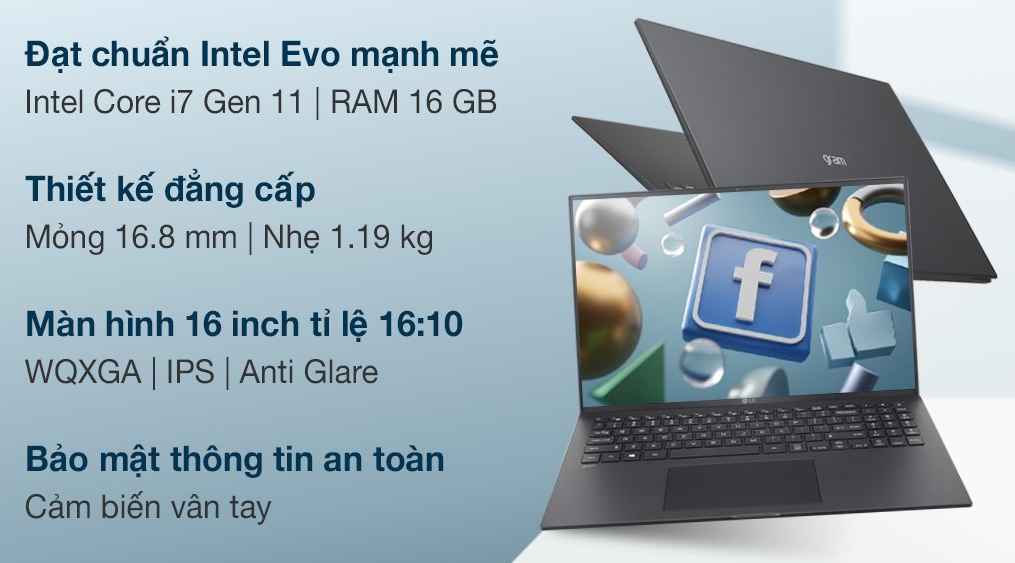 Đạt chuẩn Intel Evo mạnh mẽ
Intel Core i7 Gen 11 | RAM 16 GB
Thiết kế đẳng cấp
Mỏng 16.8 mm | Nhẹ 1.19 kg
Màn hình 16 inch tỉ lệ 16:10
WQXGA | IPS | Anti Glare
Bảo mật thông tin an toàn
Cảm biến vân tay
gram
f
LG